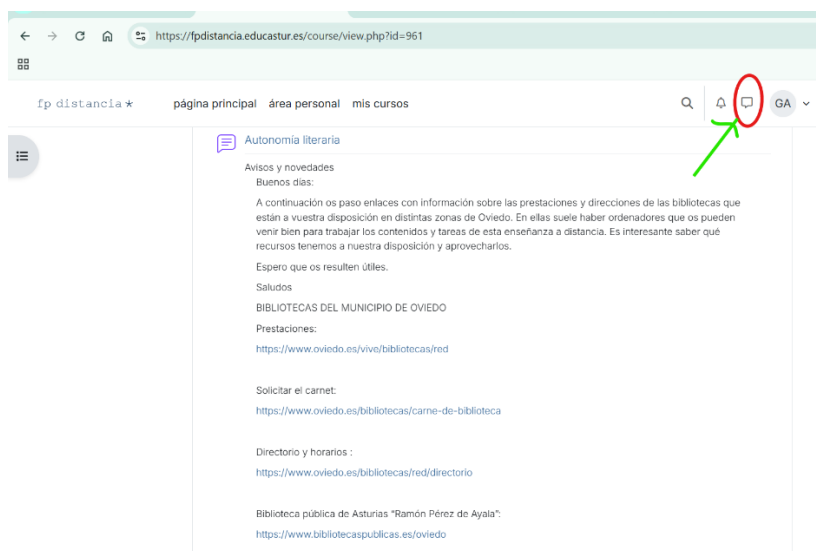 https://fpdistancia.educastur.es/course/view.php?id=961
fp distancia
página principal área personal mis cursos
GA
Autonomía literaria
Avisos y novedades
Buenos días:
A continuación os paso enlaces con información sobre las prestaciones y direcciones de las bibliotecas que
están a vuestra disposición en distintas zonas de Oviedo. En ellas suele haber ordenadores que os pueden
venir bien para trabajar los contenidos y tareas de esta enseñanza a distancia. Es interesante saber qué
recursos tenemos a nuestra disposición y aprovecharlos.
Espero que os resulten útiles.
Saludos
BIBLIOTECAS DEL MUNICIPIO DE OVIEDO
Prestaciones:
https://www.oviedo.es/vive/bibliotecas/red
Solicitar el carnet:
https://www.oviedo.es/bibliotecas/carne-de-biblioteca
Directorio y horarios :
https://www.oviedo.es/bibliotecas/red/directorio
Biblioteca pública de Asturias "Ramón Pérez de Ayala":
https://www.bibliotecaspublicas.es/oviedo